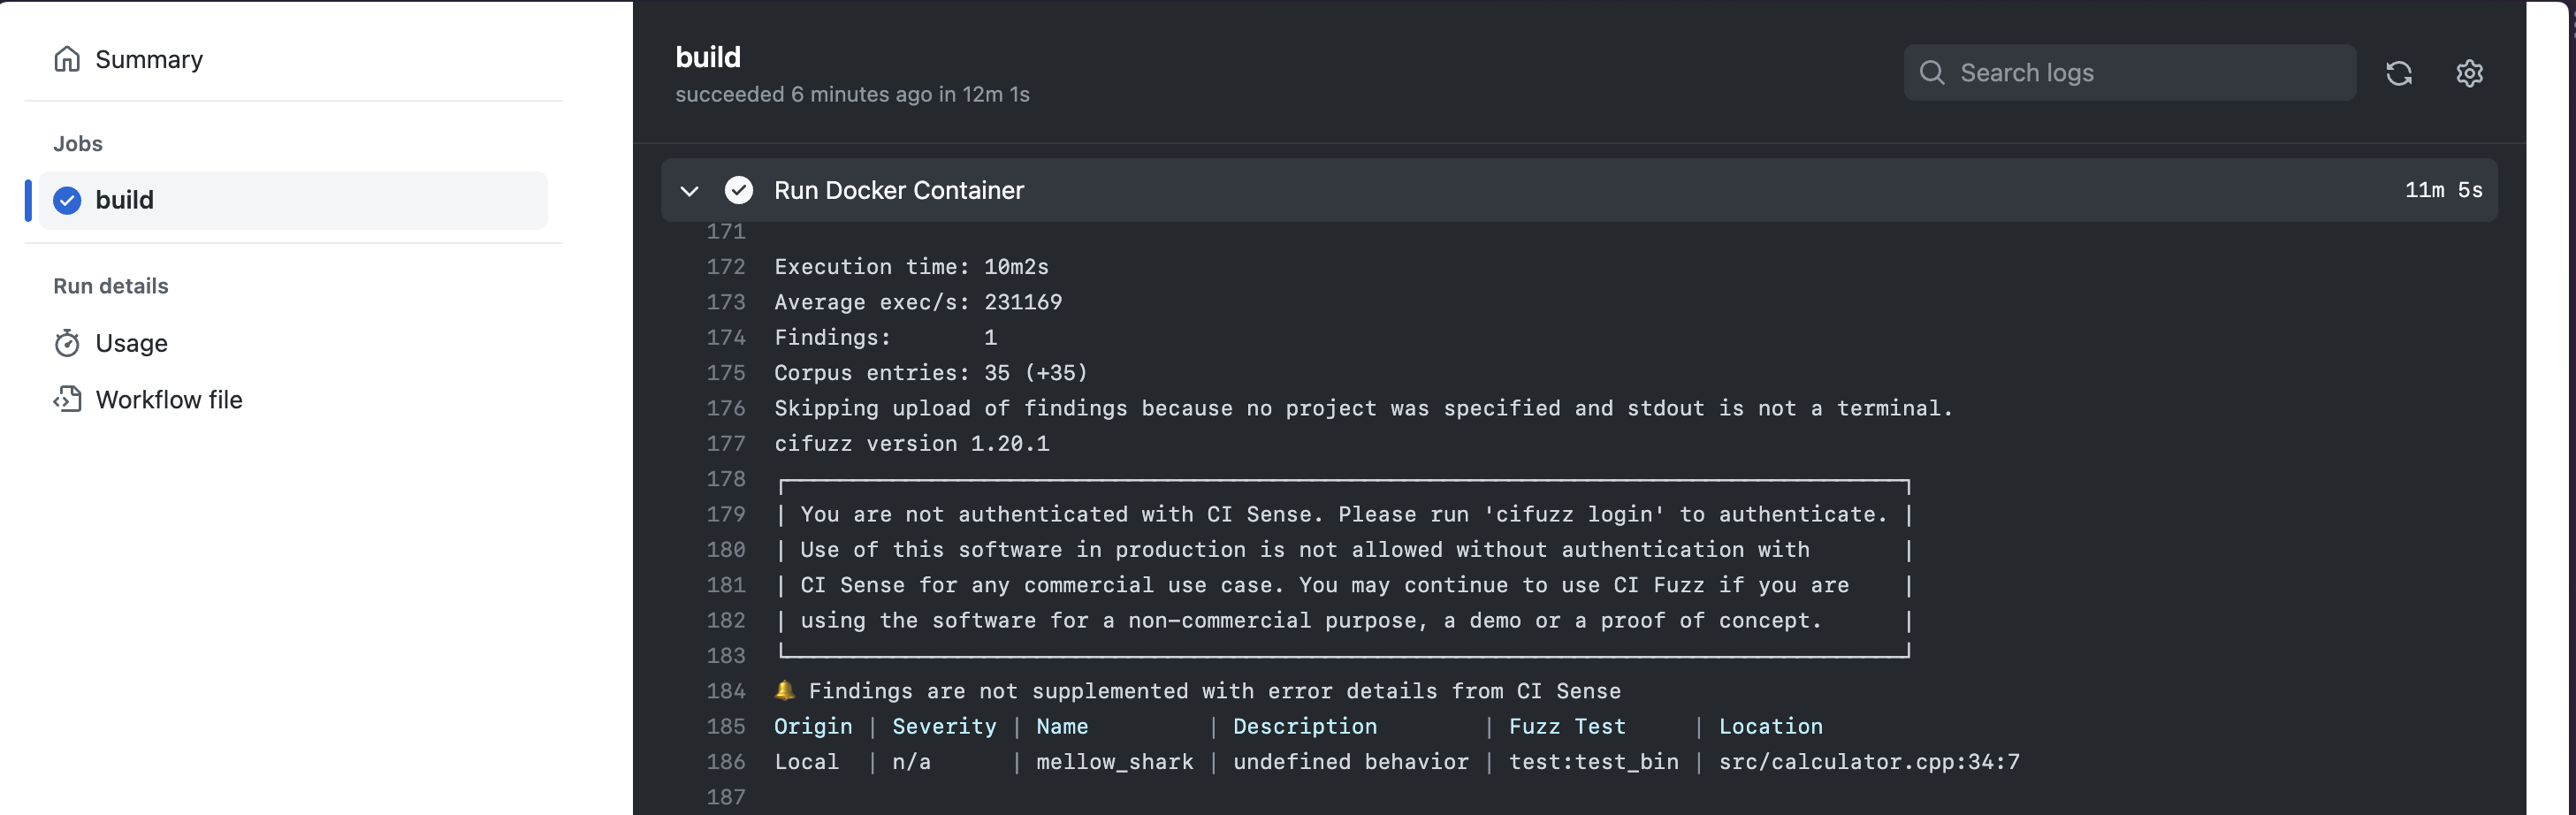 Summary
Jobs
build
Run details
Usage
Workflow file
build
succeeded 6 minutes ago in 12m 1s
Search logs
Run Docker Container 11m 5s
171
172 Execution time: 10m2s
173 Average exec/s: 231169
174 Findings: 1
175 Corpus entries: 35 (+35)
176 Skipping upload of findings because no project was specified and stdout is not a terminal.
177 cifuzz version 1.20.1
178
179 | You are not authenticated with CI Sense. Please run 'cifuzz login' to authenticate. |
180 | Use of this software in production is not allowed without authentication with |
181 | CI Sense for any commercial use case. You may continue to use CI Fuzz if you are |
182 | using the software for a non-commercial purpose, a demo or a proof of concept. |
183
184 🔔 Findings are not supplemented with error details from CI Sense
185 Origin | Severity | Name | Description | Fuzz Test | Location
186 Local | n/a | mellow_shark | undefined behavior | test:test_bin | src/calculator.cpp:34:7
187